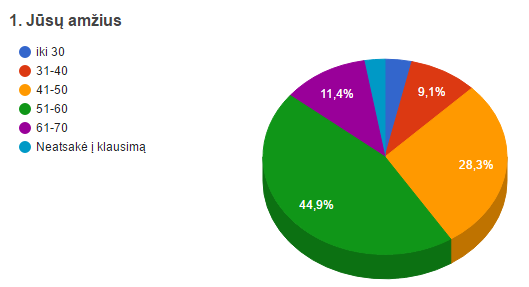 1. Jūsų amžius
iki 30
31-40
41-50
51-60
61-70
Neatsakė į klausimą
11,4%
9,1%
28,3%
44,9%